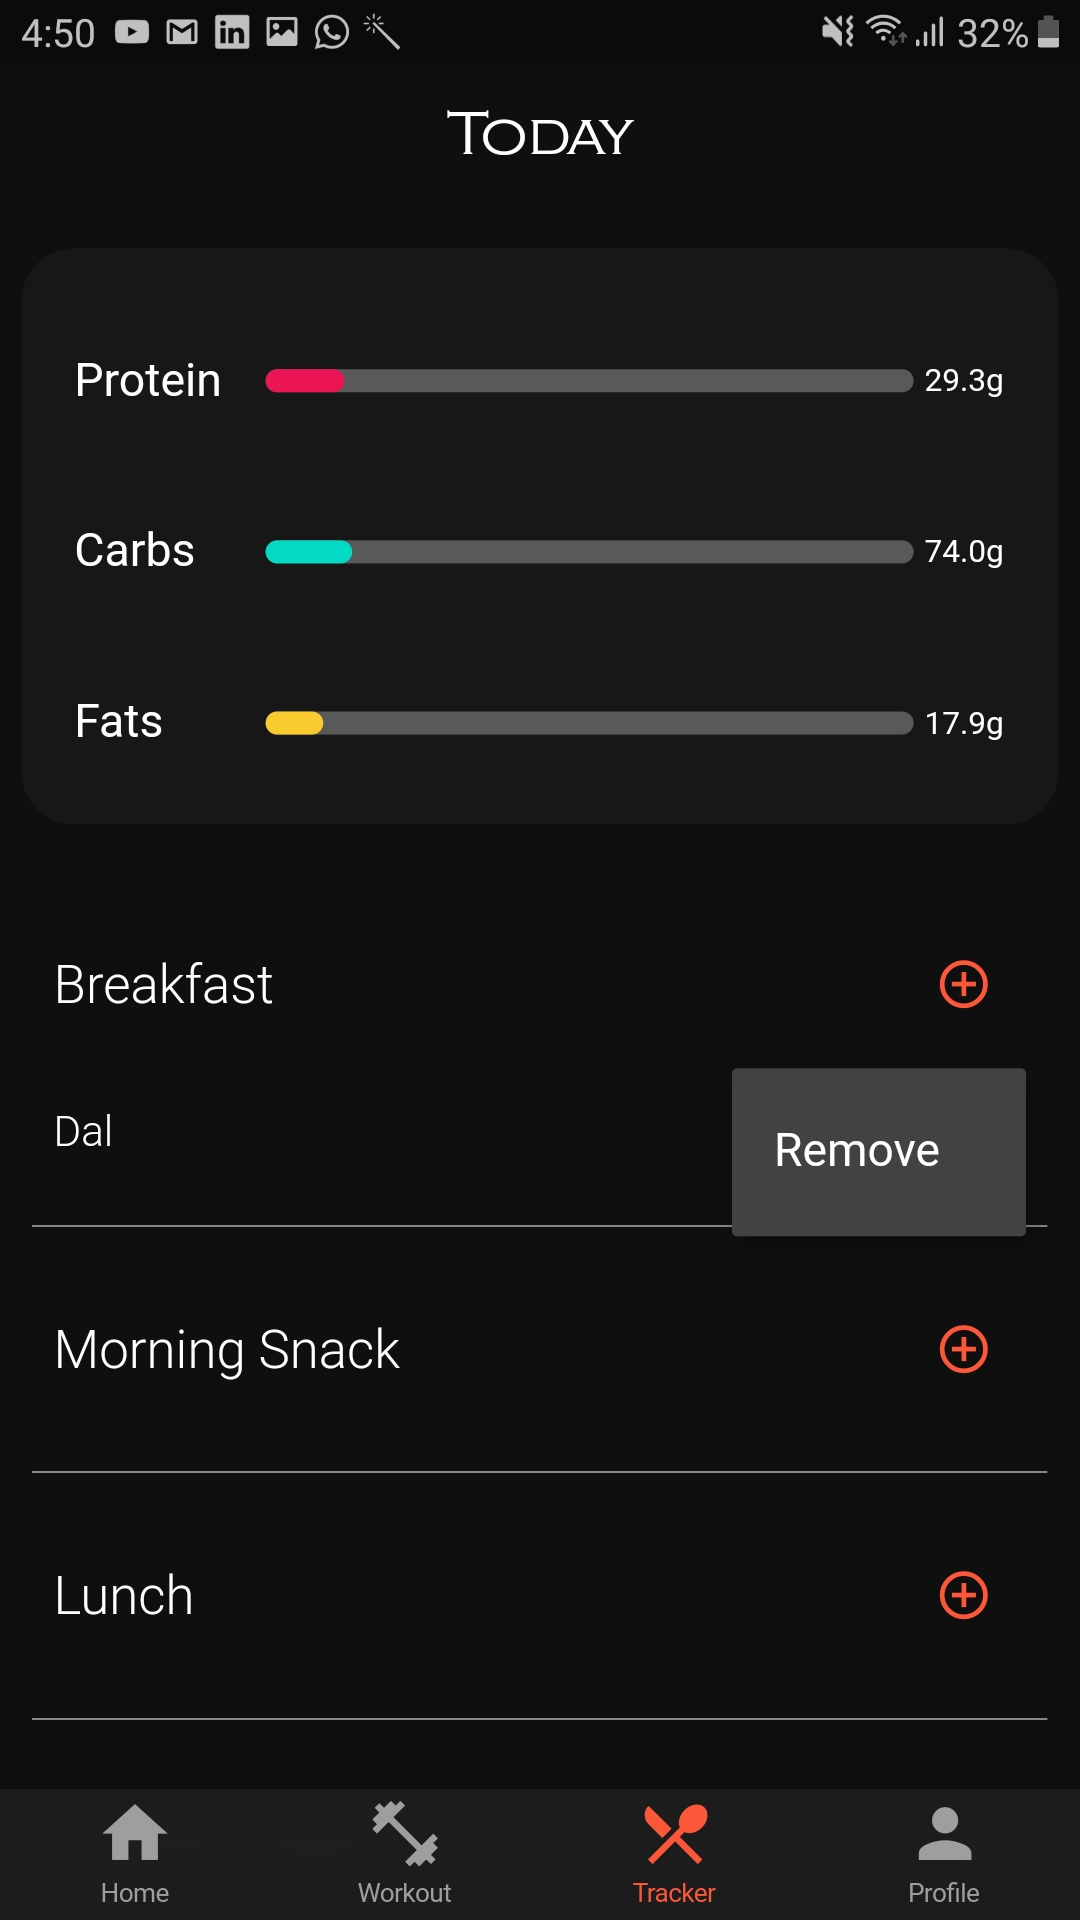 4:50 32%
Today
Protein 29.3g
Carbs 74.0g
Fats 17.9g
Breakfast
Dal
Remove
Morning Snack
Lunch
Home Workout Tracker Profile